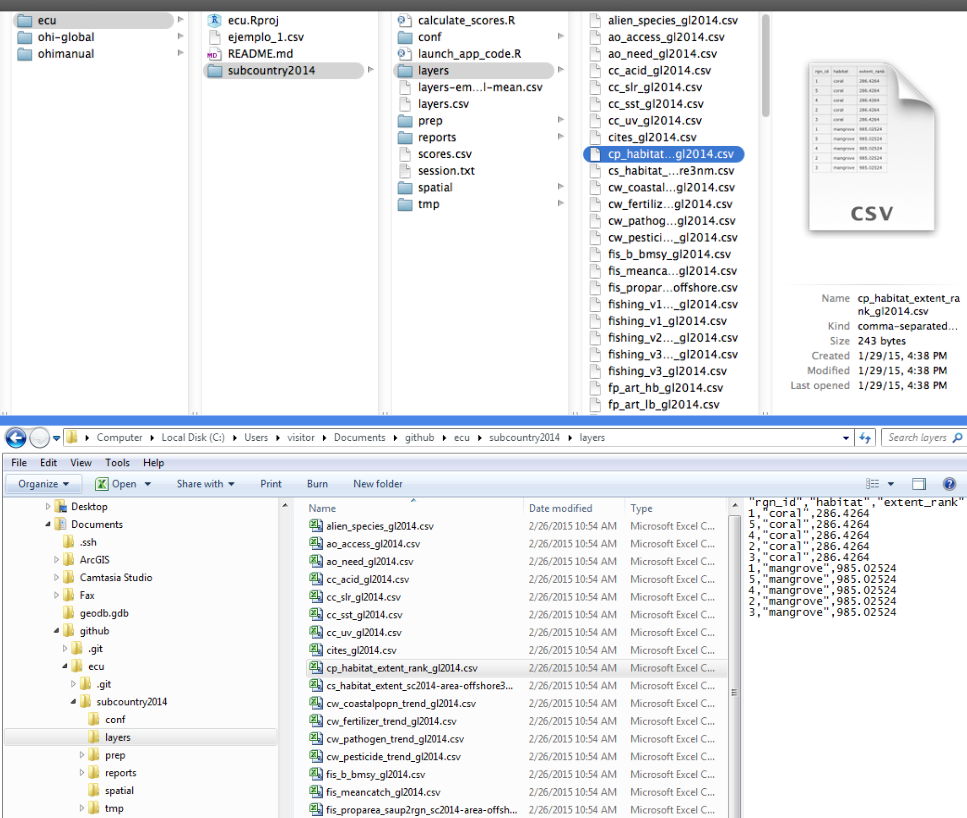 ecu
ohi-global
ohimanual
ecu.Rproj
ejemplo_1.csv
README.md
subcountry2014
calculate_scores.R
conf
launch_app_code.R
layers
layers-em...l-mean.csv
layers.csv
prep
reports
scores.csv
session.txt
spatial
tmp
alien_species_gl2014.csv
ao_access_gl2014.csv
ao_need_gl2014.csv
cc_acid_gl2014.csv
cc_slr_gl2014.csv
cc_sst_gl2014.csv
cc_uv_gl2014.csv
cites_gl2014.csv
cp_habitat...gl2014.csv
cs_habitat_...re3nm.csv
cw_coastal...gl2014.csv
cw_fertiliz...gl2014.csv
cw_pathog...gl2014.csv
cw_pestici..._gl2014.csv
fis_b_bmsy_gl2014.csv
fis_meanca...gl2014.csv
fis_propar...offshore.csv
fishing_v1..._gl2014.csv
fishing_v1_gl2014.csv
fishing_v2..._gl2014.csv
fishing_v3..._gl2014.csv
fishing_v3_gl2014.csv
fp_art_hb_gl2014.csv
fp_art_lb_gl2014.csv
rgn_id habitat extent_rank
1 coral 286.4264
5 coral 286.4264
4 coral 286.4264
2 coral 286.4264
3 coral 286.4264
1 mangrove 985.02524
5 mangrove 985.02524
4 mangrove 985.02524
2 mangrove 985.02524
3 mangrove 985.02524
CSV
Name cp_habitat_extent_ra
nk_gl2014.csv
Kind comma-separated...
Size 243 bytes
Created 1/29/15, 4:38 PM
Modified 1/29/15, 4:38 PM
Last opened 1/29/15, 4:38 PM
Computer Local Disk (C:) Users visitor Documents github ecu subcountry2014 layers
Search layers
File Edit View Tools Help
Organize Open Share with Print Burn New folder
Desktop
Documents
.ssh
ArcGIS
Camtasia Studio
Fax
geodb.gdb
github
.git
ecu
.git
subcountry2014
conf
layers
prep
reports
spatial
tmp
Name Date modified Type
alien_species_gl2014.csv 2/26/2015 10:54 AM Microsoft Excel C...
ao_access_gl2014.csv 2/26/2015 10:54 AM Microsoft Excel C...
ao_need_gl2014.csv 2/26/2015 10:54 AM Microsoft Excel C...
cc_acid_gl2014.csv 2/26/2015 10:54 AM Microsoft Excel C...
cc_slr_gl2014.csv 2/26/2015 10:54 AM Microsoft Excel C...
cc_sst_gl2014.csv 2/26/2015 10:54 AM Microsoft Excel C...
cc_uv_gl2014.csv 2/26/2015 10:54 AM Microsoft Excel C...
cites_gl2014.csv 2/26/2015 10:54 AM Microsoft Excel C...
cp_habitat_extent_rank_gl2014.csv 2/26/2015 10:54 AM Microsoft Excel C...
cs_habitat_extent_sc2014-area-offshore3... 2/26/2015 10:54 AM Microsoft Excel C...
cw_coastalpopn_trend_gl2014.csv 2/26/2015 10:54 AM Microsoft Excel C...
cw_fertilizer_trend_gl2014.csv 2/26/2015 10:54 AM Microsoft Excel C...
cw_pathogen_trend_gl2014.csv 2/26/2015 10:54 AM Microsoft Excel C...
cw_pesticide_trend_gl2014.csv 2/26/2015 10:54 AM Microsoft Excel C...
fis_b_bmsy_gl2014.csv 2/26/2015 10:54 AM Microsoft Excel C...
fis_meancatch_gl2014.csv 2/26/2015 10:54 AM Microsoft Excel C...
fis_proparea_saup2rgn_sc2014-area-offsh... 2/26/2015 10:54 AM Microsoft Excel C...
"rgn_id","habitat","extent_rank"
1,"coral",286.4264
5,"coral",286.4264
4,"coral",286.4264
2,"coral",286.4264
3,"coral",286.4264
1,"mangrove",985.02524
5,"mangrove",985.02524
4,"mangrove",985.02524
2,"mangrove",985.02524
3,"mangrove",985.02524